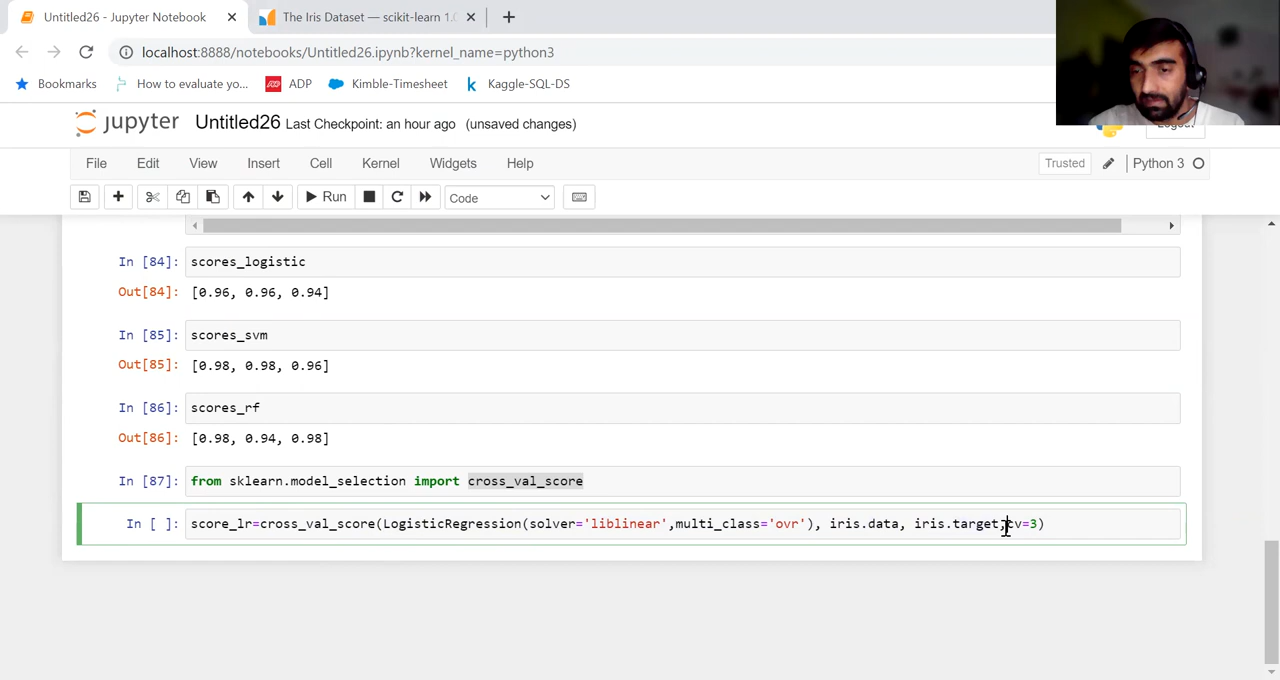 Untitled26 - Jupyter Notebook
The Iris Dataset — scikit-learn 1.0
localhost:8888/notebooks/Untitled26.ipynb?kernel_name=python3
Bookmarks How to evaluate yo... ADP Kimble-Timesheet Kaggle-SQL-DS
jupyter Untitled26 Last Checkpoint: an hour ago (unsaved changes) Logout
File Edit View Insert Cell Kernel Widgets Help Trusted Python 3
Run Code
In [84]: scores_logistic
Out[84]: [0.96, 0.96, 0.94]
In [85]: scores_svm
Out[85]: [0.98, 0.98, 0.96]
In [86]: scores_rf
Out[86]: [0.98, 0.94, 0.98]
In [87]: from sklearn.model_selection import cross_val_score
In [ ]: score_lr=cross_val_score(LogisticRegression(solver='liblinear',multi_class='ovr'), iris.data, iris.target,cv=3)